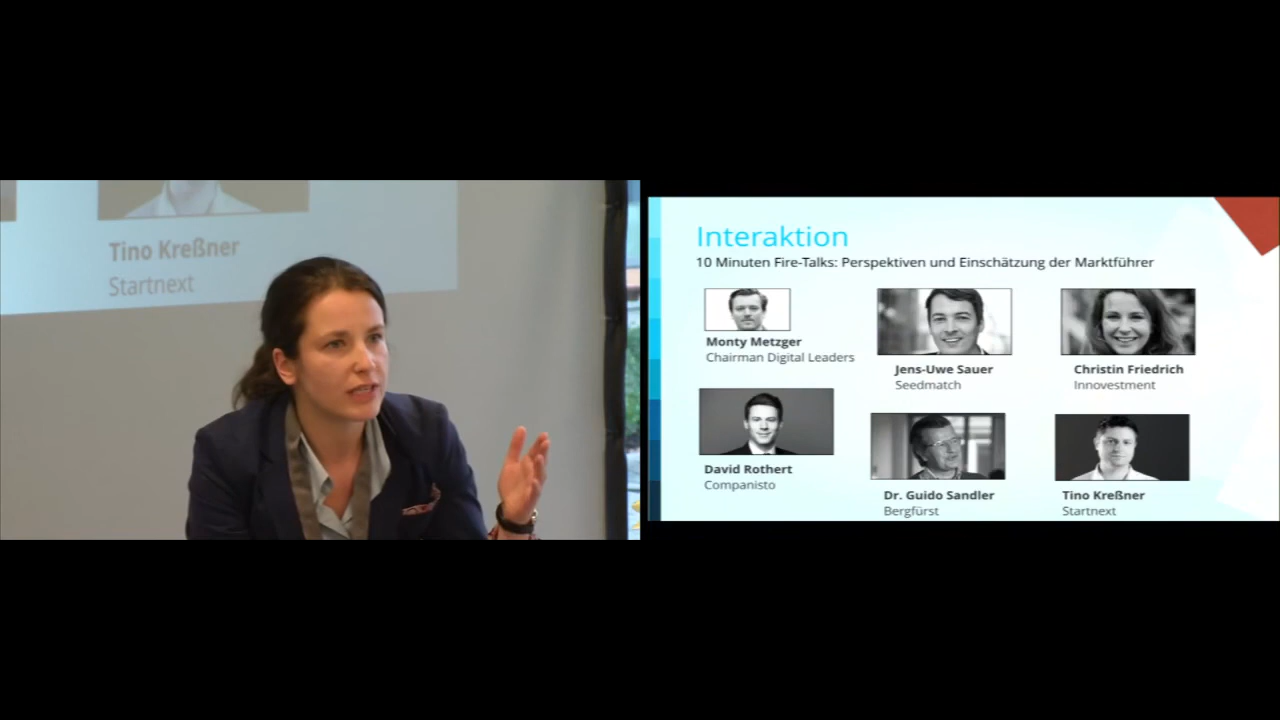 Tino Kreßner
Startnext
Interaktion
10 Minuten Fire-Talks: Perspektiven und Einschätzung der Marktführer
Monty Metzger
Chairman Digital Leaders
Jens-Uwe Sauer
Seedmatch
Christin Friedrich
Innovestment
David Rothert
Companisto
Dr. Guido Sandler
Bergfürst
Tino Kreßner
Startnext